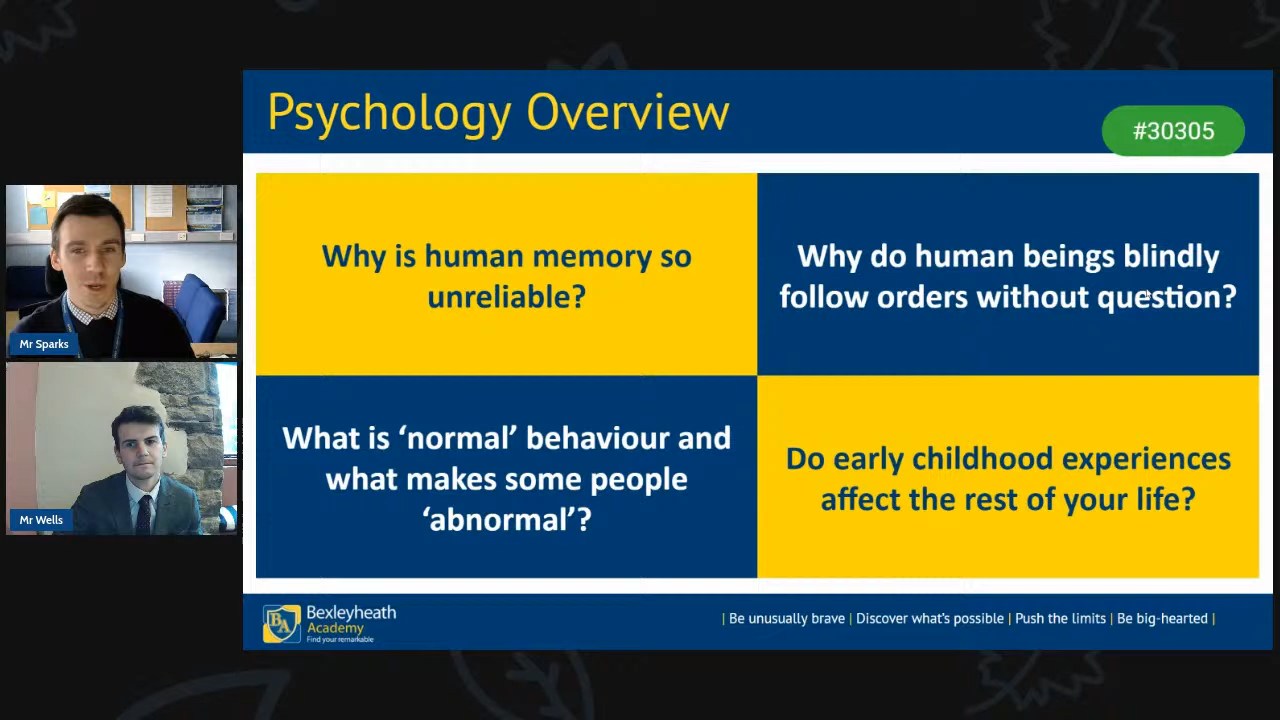 Psychology Overview
#30305
Why is human memory so
unreliable?
Why do human beings blindly
follow orders without question?
What is ‘normal’ behaviour and
what makes some people
‘abnormal’?
Do early childhood experiences
affect the rest of your life?
Mr Sparks
Mr Wells
BA
Bexleyheath
Academy
Find your remarkable
| Be unusually brave | Discover what's possible | Push the limits | Be big-hearted |